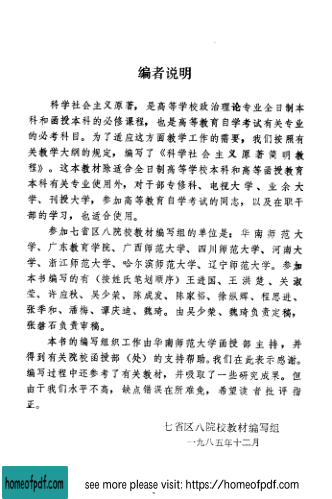 编者说明
科学社会主义原著，是高等学校政治理论专业全日制本
科和函授本科的必修课程，也是高等教育自学考试有关专业
的必考科目。为了适应这方面教学工作的需要，我们按照有
关教学大纲的规定，编写了《科学社会主义原著简明教
程》。这本教材除适合全日制高等学校本科和高等函授教育
本科有关专业使用外，对干部专修科、电视大学、业余大
学、刊授大学，参加高等教育自学考试的同志，以及在职干
部的学习，也适合使用。
参加七省区八院校教材编写组的单位是：华南师范大
学、广东教育学院、广西师范大学、四川师范大学、河南大
学、浙江师范大学、哈尔滨师范大学、辽宁师范大学。参加
本书编写的有（按姓氏笔划顺序）王进国、王洪楚、关淑
莹、许应秋、吴少荣、陈成发、陈家裕、徐纵辉、程思进、
张季和、潘梅、谭庆迪、魏琦。由吴少荣、魏琦负责定稿，
张磐石负责审稿。
本书的编写组织工作由华南师范大学函授部主持，并
得到有关院校函授部（处）的支持帮助。我们在此表示感谢。
编写过程中还参考了有关教材，并吸取了一些研究成果。但
由于我们水平不高，缺点错误在所难免，希望读者批评指
正。
七省区八院校教材编写组
一九八五年十二月
homeofpdf.com
see more please visit: https://homeofpdf.com